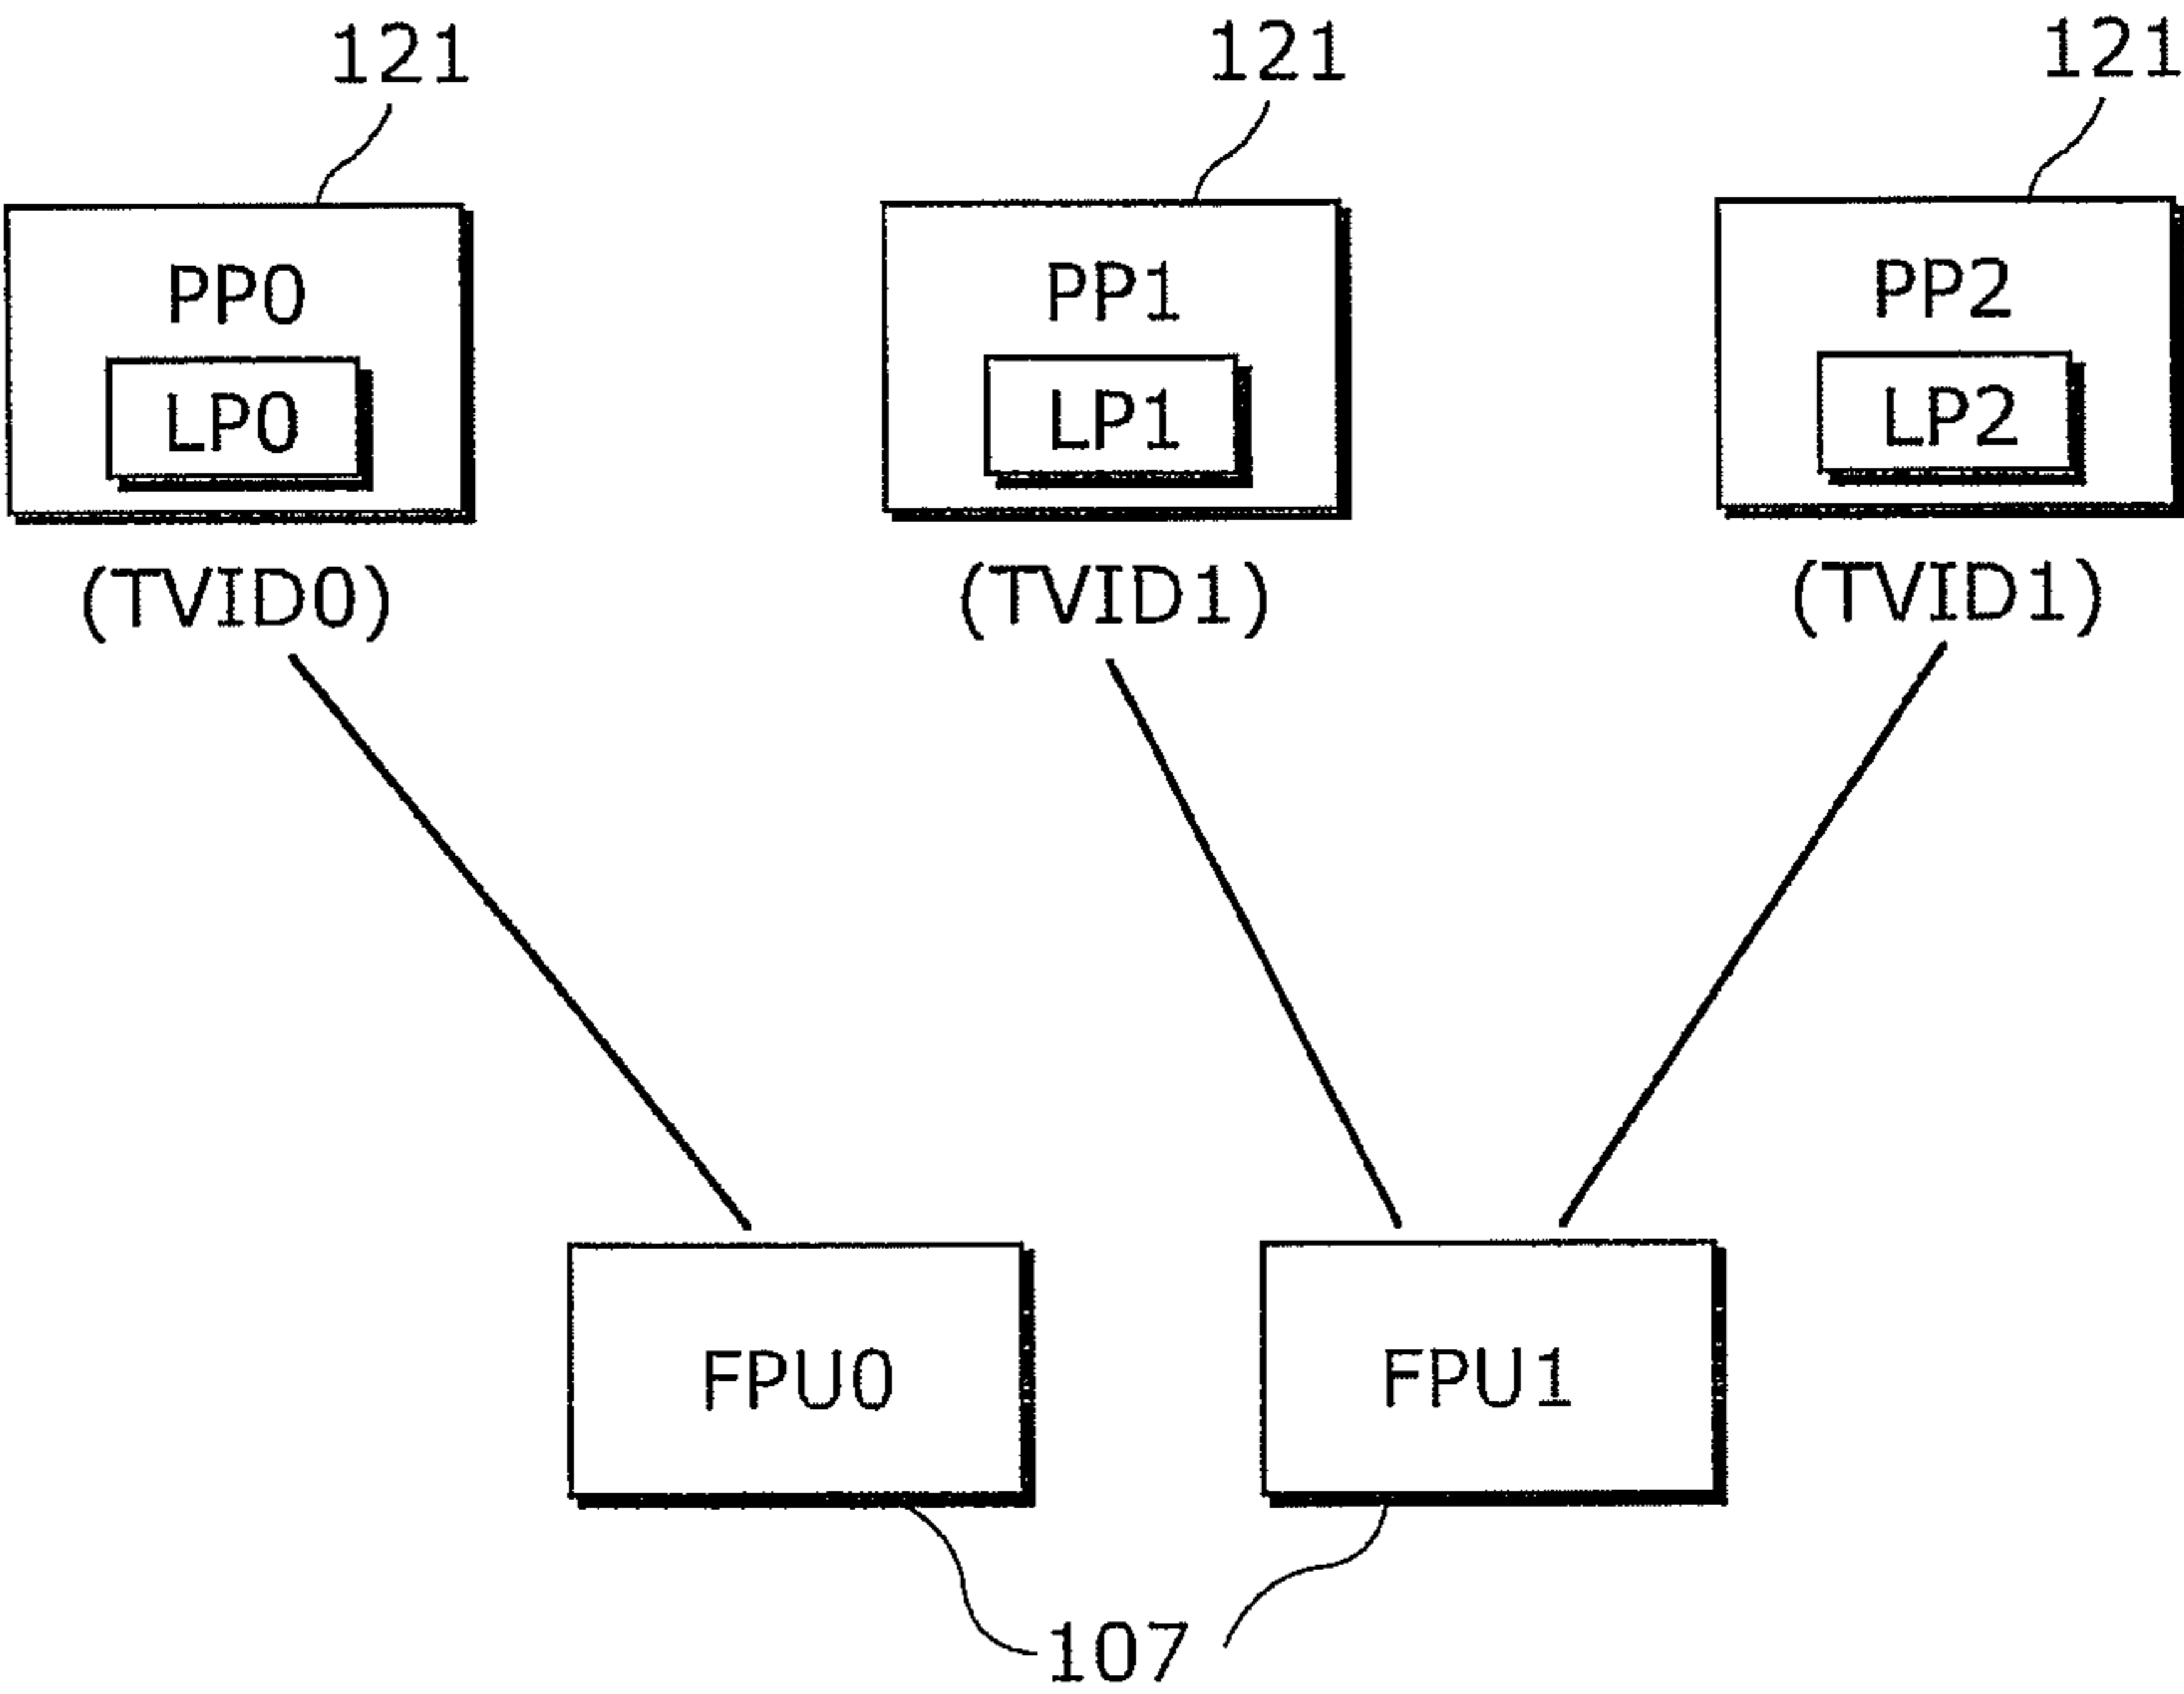 121 121 121
PP0 PP1 PP2
LP0 LP1 LP2
(TVID0) (TVID1) (TVID1)
FPU0 FPU1
107